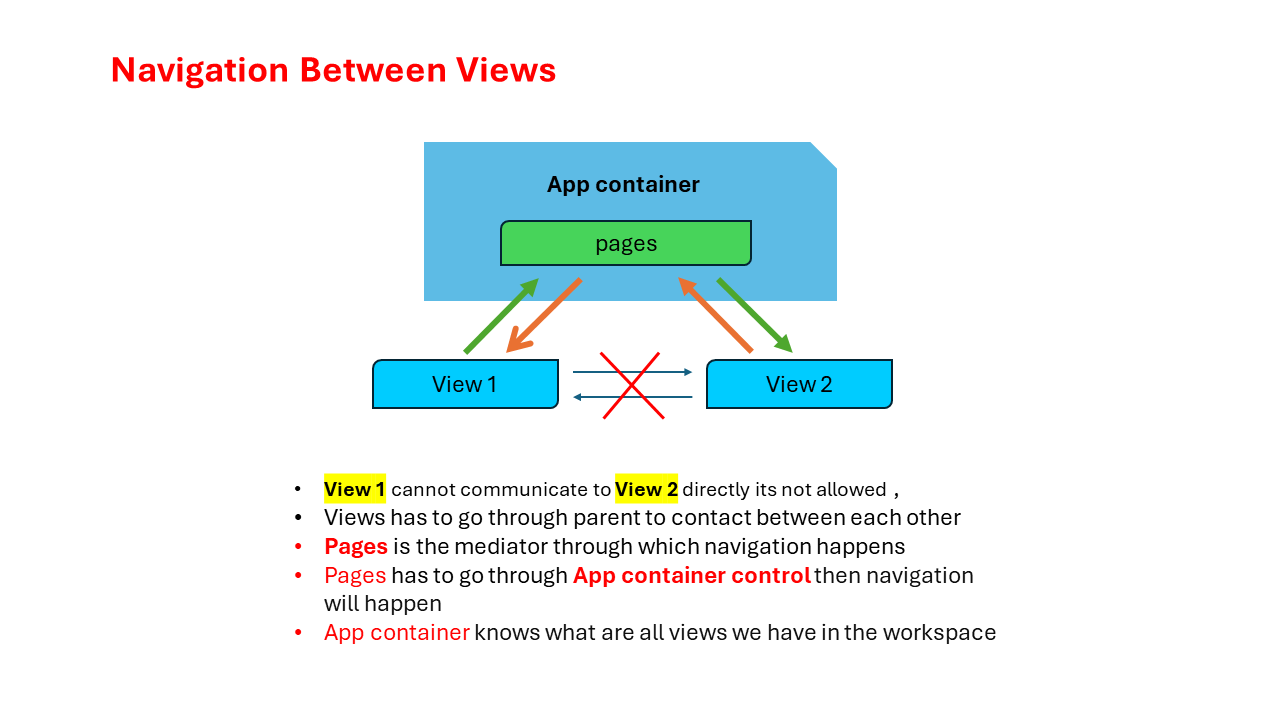 Navigation Between Views
App container
pages
View 1
View 2
• View 1 cannot communicate to View 2 directly its not allowed ,
• Views has to go through parent to contact between each other
• Pages is the mediator through which navigation happens
• Pages has to go through App container control then navigation
will happen
• App container knows what are all views we have in the workspace